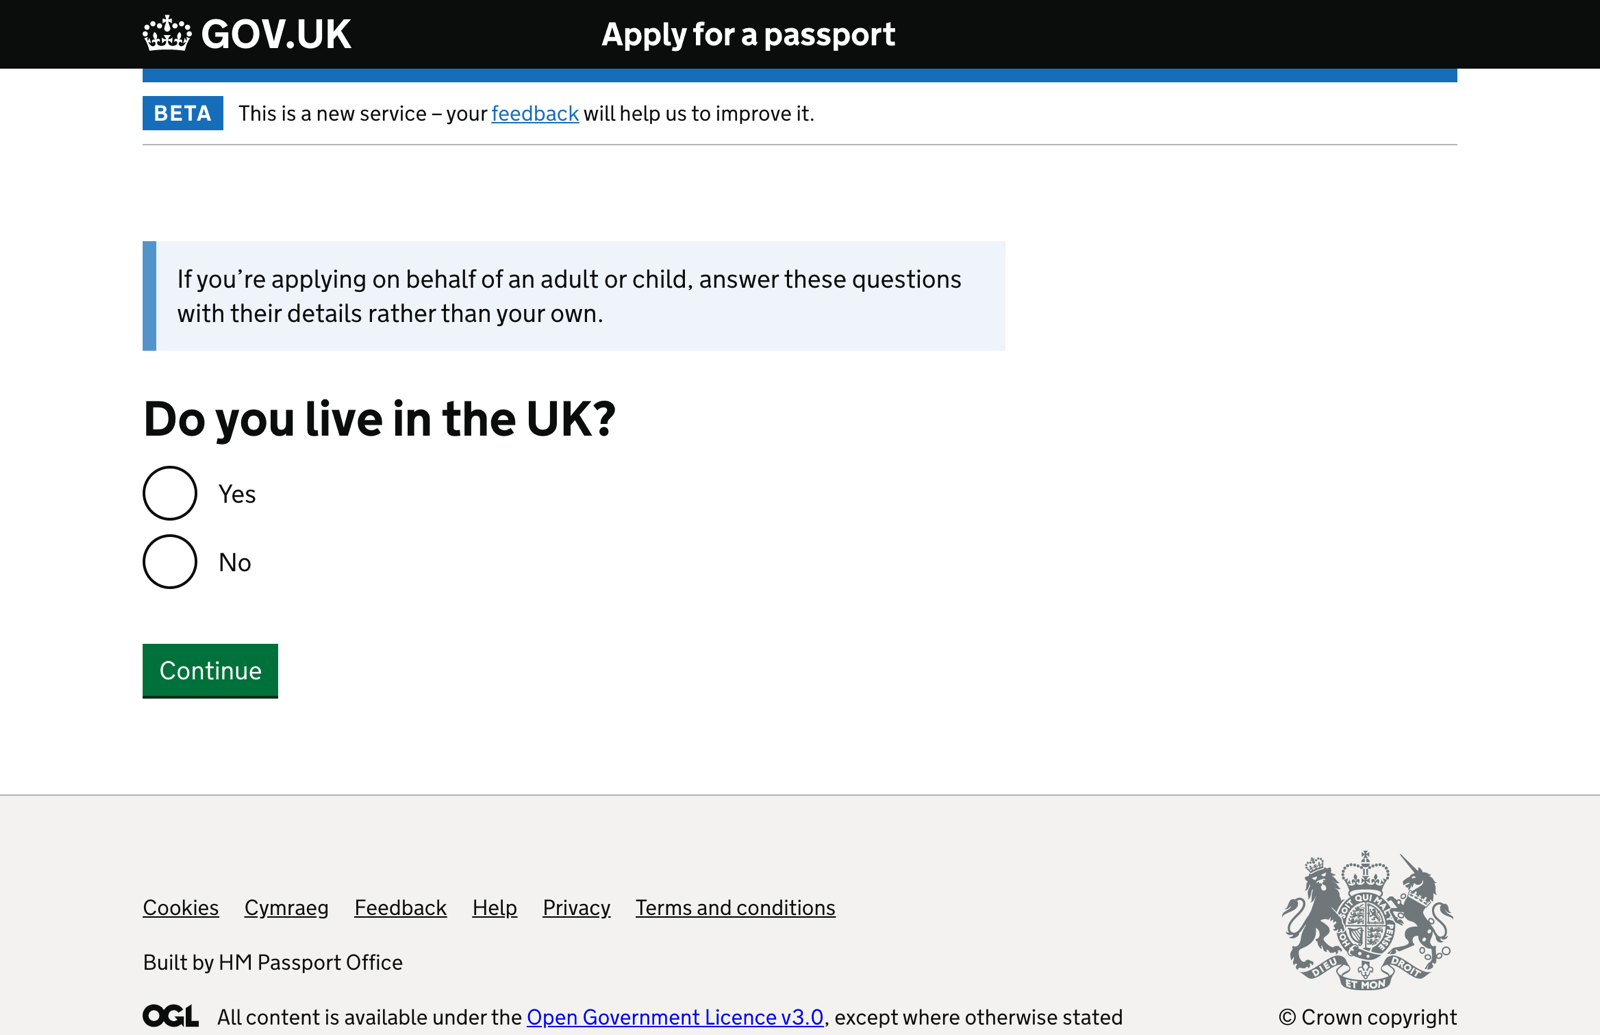 GOV.UK
Apply for a passport
BETA This is a new service – your feedback will help us to improve it.
If you’re applying on behalf of an adult or child, answer these questions
with their details rather than your own.
Do you live in the UK?
Yes
No
Continue
Cookies Cymraeg Feedback Help Privacy Terms and conditions
Built by HM Passport Office
OGL All content is available under the Open Government Licence v3.0, except where otherwise stated
DIEU ET MON DROIT
© Crown copyright